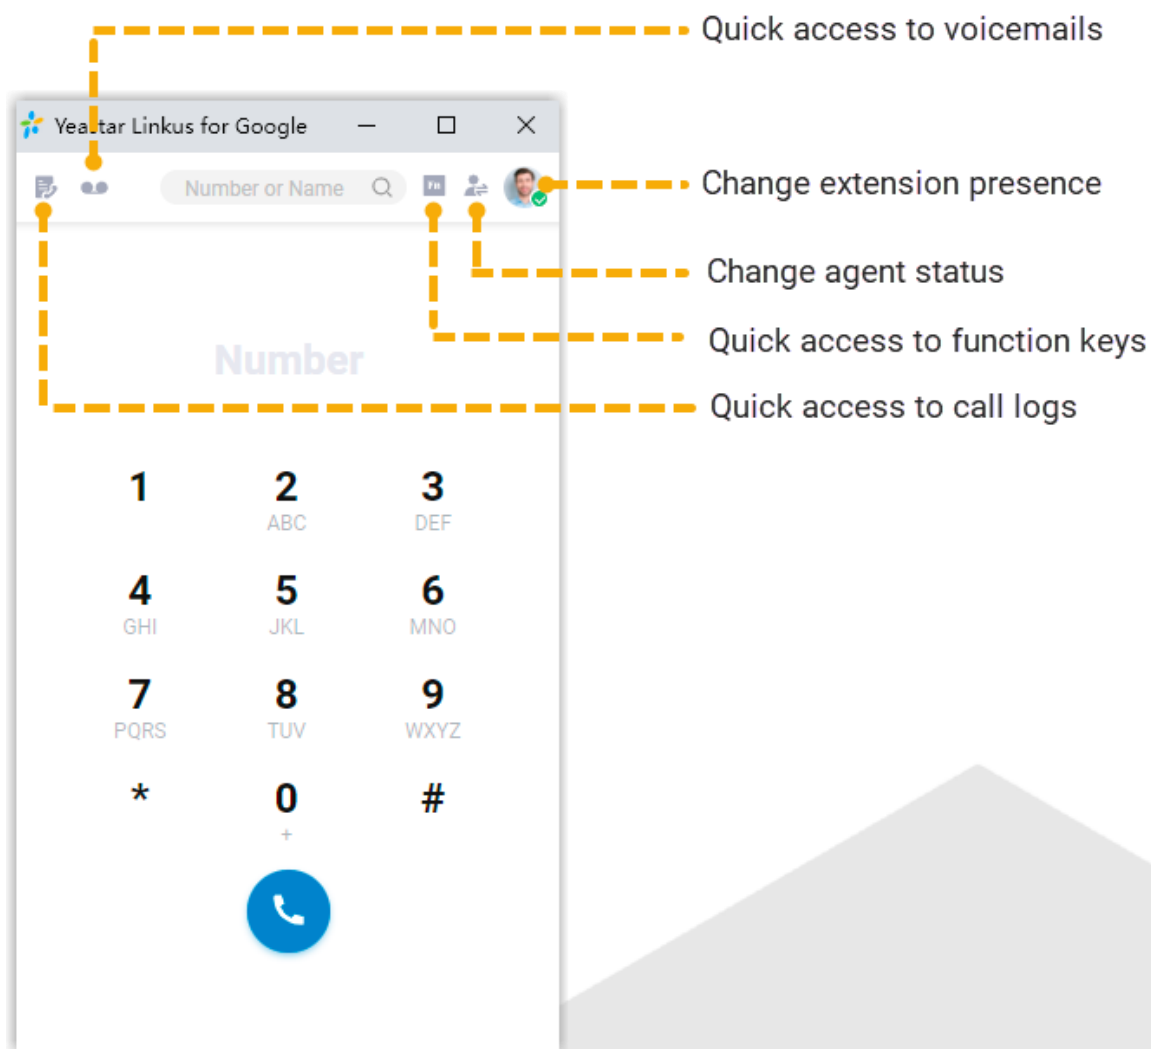 Quick access to voicemails
Yeastar Linkus for Google
Number or Name
FN
Change extension presence
Change agent status
Number
Quick access to function keys
Quick access to call logs
1 2 3
ABC DEF
4 5 6
GHI JKL MNO
7 8 9
PQRS TUV WXYZ
* 0 #
+